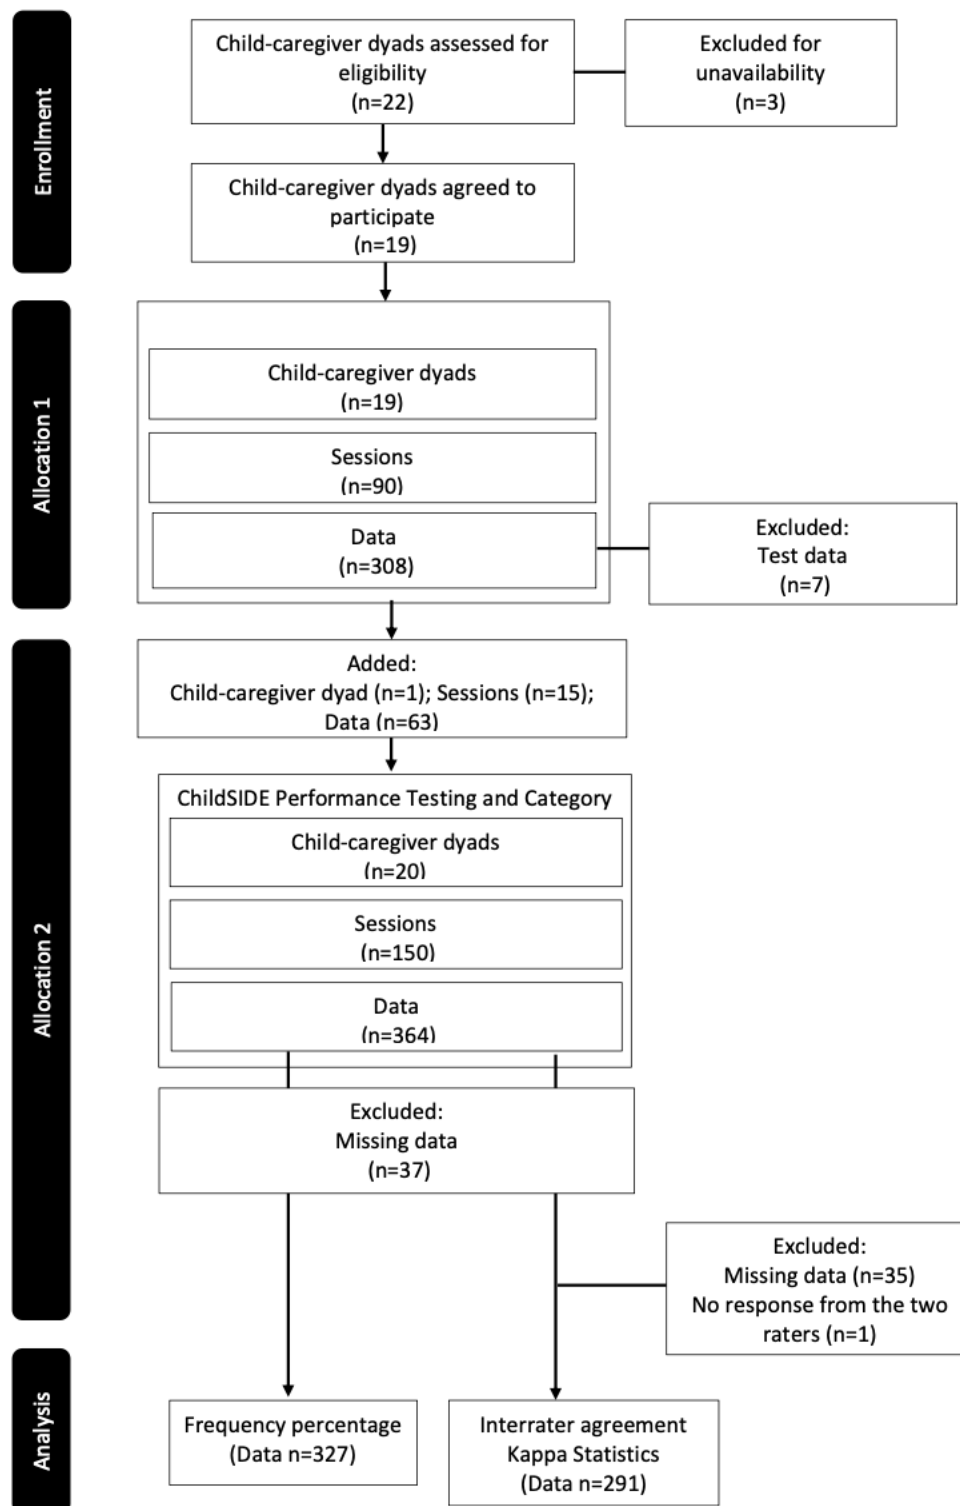 Enrollment
Child-caregiver dyads assessed for
eligibility
(n=22)
Excluded for
unavailability
(n=3)
Child-caregiver dyads agreed to
participate
(n=19)
Allocation 1
Child-caregiver dyads
(n=19)
Sessions
(n=90)
Data
(n=308)
Excluded:
Test data
(n=7)
Allocation 2
Added:
Child-caregiver dyad (n=1); Sessions (n=15);
Data (n=63)
ChildSIDE Performance Testing and Category
Child-caregiver dyads
(n=20)
Sessions
(n=150)
Data
(n=364)
Excluded:
Missing data
(n=37)
Excluded:
Missing data (n=35)
No response from the two
raters (n=1)
Analysis
Frequency percentage
(Data n=327)
Interrater agreement
Kappa Statistics
(Data n=291)